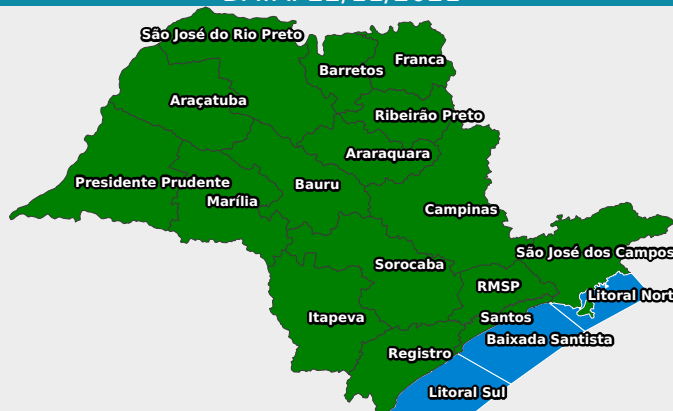 São José do Rio Preto
Franca
Barretos
Araçatuba
Ribeirão Preto
Araraquara
Presidente Prudente
Bauru
Marília
Campinas
São José dos Campos
Sorocaba
RMSP
Litoral Nort
Itapeva
Santos
Baixada Santista
Registro
Litoral Sul